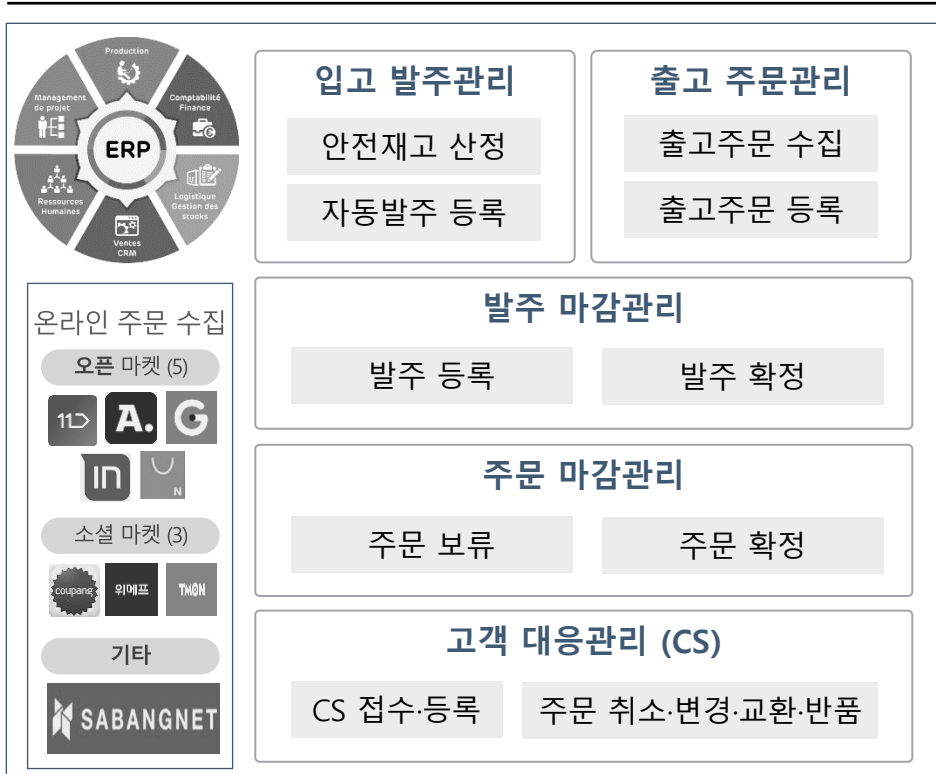 Production
Management
de projet
Comptabilité
Finance
ERP
Ressources
Humaines
Logistique
Gestion des
stocks
Ventes
CRM
온라인 주문 수집
오픈 마켓 (5)
11
A.
G
IN
N
소셜 마켓 (3)
coupang
위메프
TMON
기타
SABANGNET
입고 발주관리
안전재고 산정
자동발주 등록
출고 주문관리
출고주문 수집
출고주문 등록
발주 마감관리
발주 등록
발주 확정
주문 마감관리
주문 보류
주문 확정
고객 대응관리 (CS)
CS 접수·등록
주문 취소·변경·교환·반품